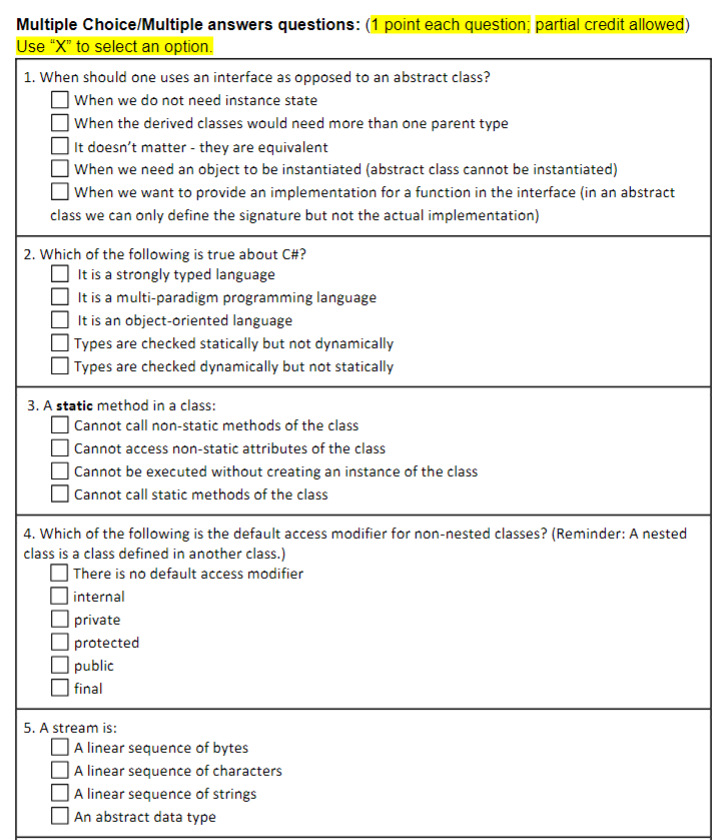 Multiple Choice/Multiple answers questions: (1 point each question; partial credit allowed)
Use “X” to select an option.
1. When should one uses an interface as opposed to an abstract class?
When we do not need instance state
When the derived classes would need more than one parent type
It doesn’t matter - they are equivalent
When we need an object to be instantiated (abstract class cannot be instantiated)
When we want to provide an implementation for a function in the interface (in an abstract
class we can only define the signature but not the actual implementation)
2. Which of the following is true about C#?
It is a strongly typed language
It is a multi-paradigm programming language
It is an object-oriented language
Types are checked statically but not dynamically
Types are checked dynamically but not statically
3. A static method in a class:
Cannot call non-static methods of the class
Cannot access non-static attributes of the class
Cannot be executed without creating an instance of the class
Cannot call static methods of the class
4. Which of the following is the default access modifier for non-nested classes? (Reminder: A nested
class is a class defined in another class.)
There is no default access modifier
internal
private
protected
public
final
5. A stream is:
A linear sequence of bytes
A linear sequence of characters
A linear sequence of strings
An abstract data type